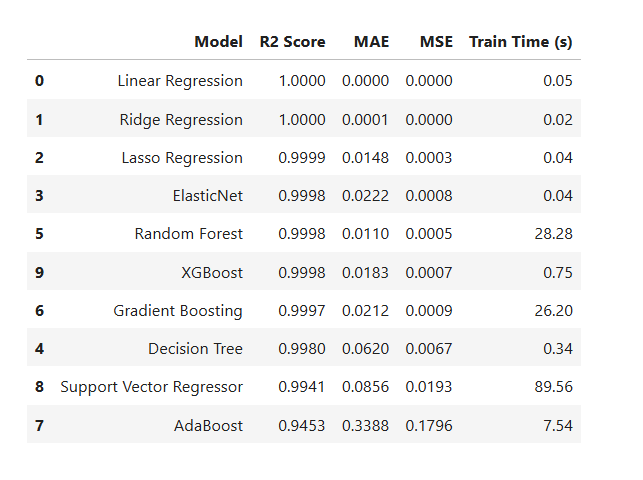 Model R2 Score MAE MSE Train Time (s)
0 Linear Regression 1.0000 0.0000 0.0000 0.05
1 Ridge Regression 1.0000 0.0001 0.0000 0.02
2 Lasso Regression 0.9999 0.0148 0.0003 0.04
3 ElasticNet 0.9998 0.0222 0.0008 0.04
5 Random Forest 0.9998 0.0110 0.0005 28.28
9 XGBoost 0.9998 0.0183 0.0007 0.75
6 Gradient Boosting 0.9997 0.0212 0.0009 26.20
4 Decision Tree 0.9980 0.0620 0.0067 0.34
8 Support Vector Regressor 0.9941 0.0856 0.0193 89.56
7 AdaBoost 0.9453 0.3388 0.1796 7.54